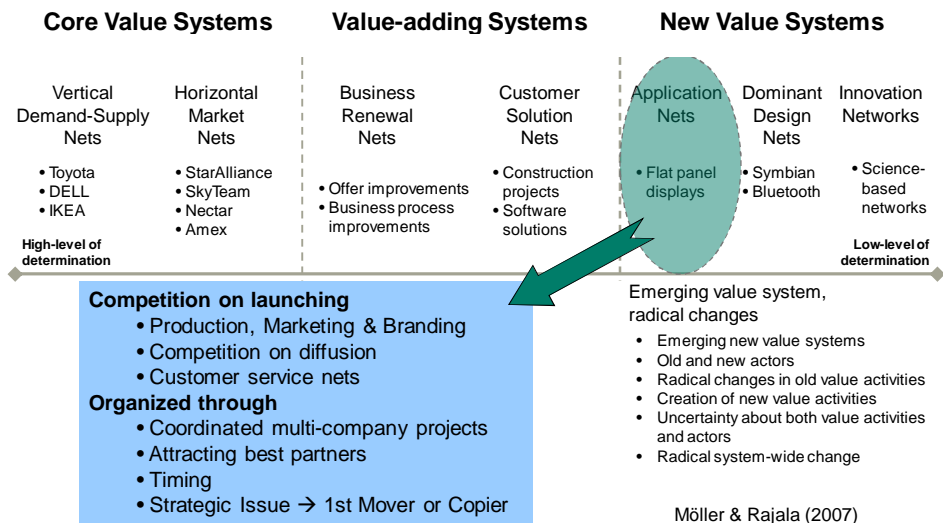 Core Value Systems
Value-adding Systems
New Value Systems
Vertical
Demand-Supply
Nets
• Toyota
• DELL
• IKEA
Horizontal
Market
Nets
• StarAlliance
• SkyTeam
• Nectar
• Amex
Business
Renewal
Nets
• Offer improvements
• Business process
improvements
Customer
Solution
Nets
• Construction
projects
• Software
solutions
Application
Nets
• Flat panel
displays
Dominant
Design
Nets
• Symbian
• Bluetooth
Innovation
Networks
• Science-
based
networks
High-level of
determination
Low-level of
determination
Competition on launching
• Production, Marketing & Branding
• Competition on diffusion
• Customer service nets
Organized through
• Coordinated multi-company projects
• Attracting best partners
• Timing
• Strategic Issue → 1st Mover or Copier
Emerging value system,
radical changes
• Emerging new value systems
• Old and new actors
• Radical changes in old value activities
• Creation of new value activities
• Uncertainty about both value activities
and actors
• Radical system-wide change
Möller & Rajala (2007)